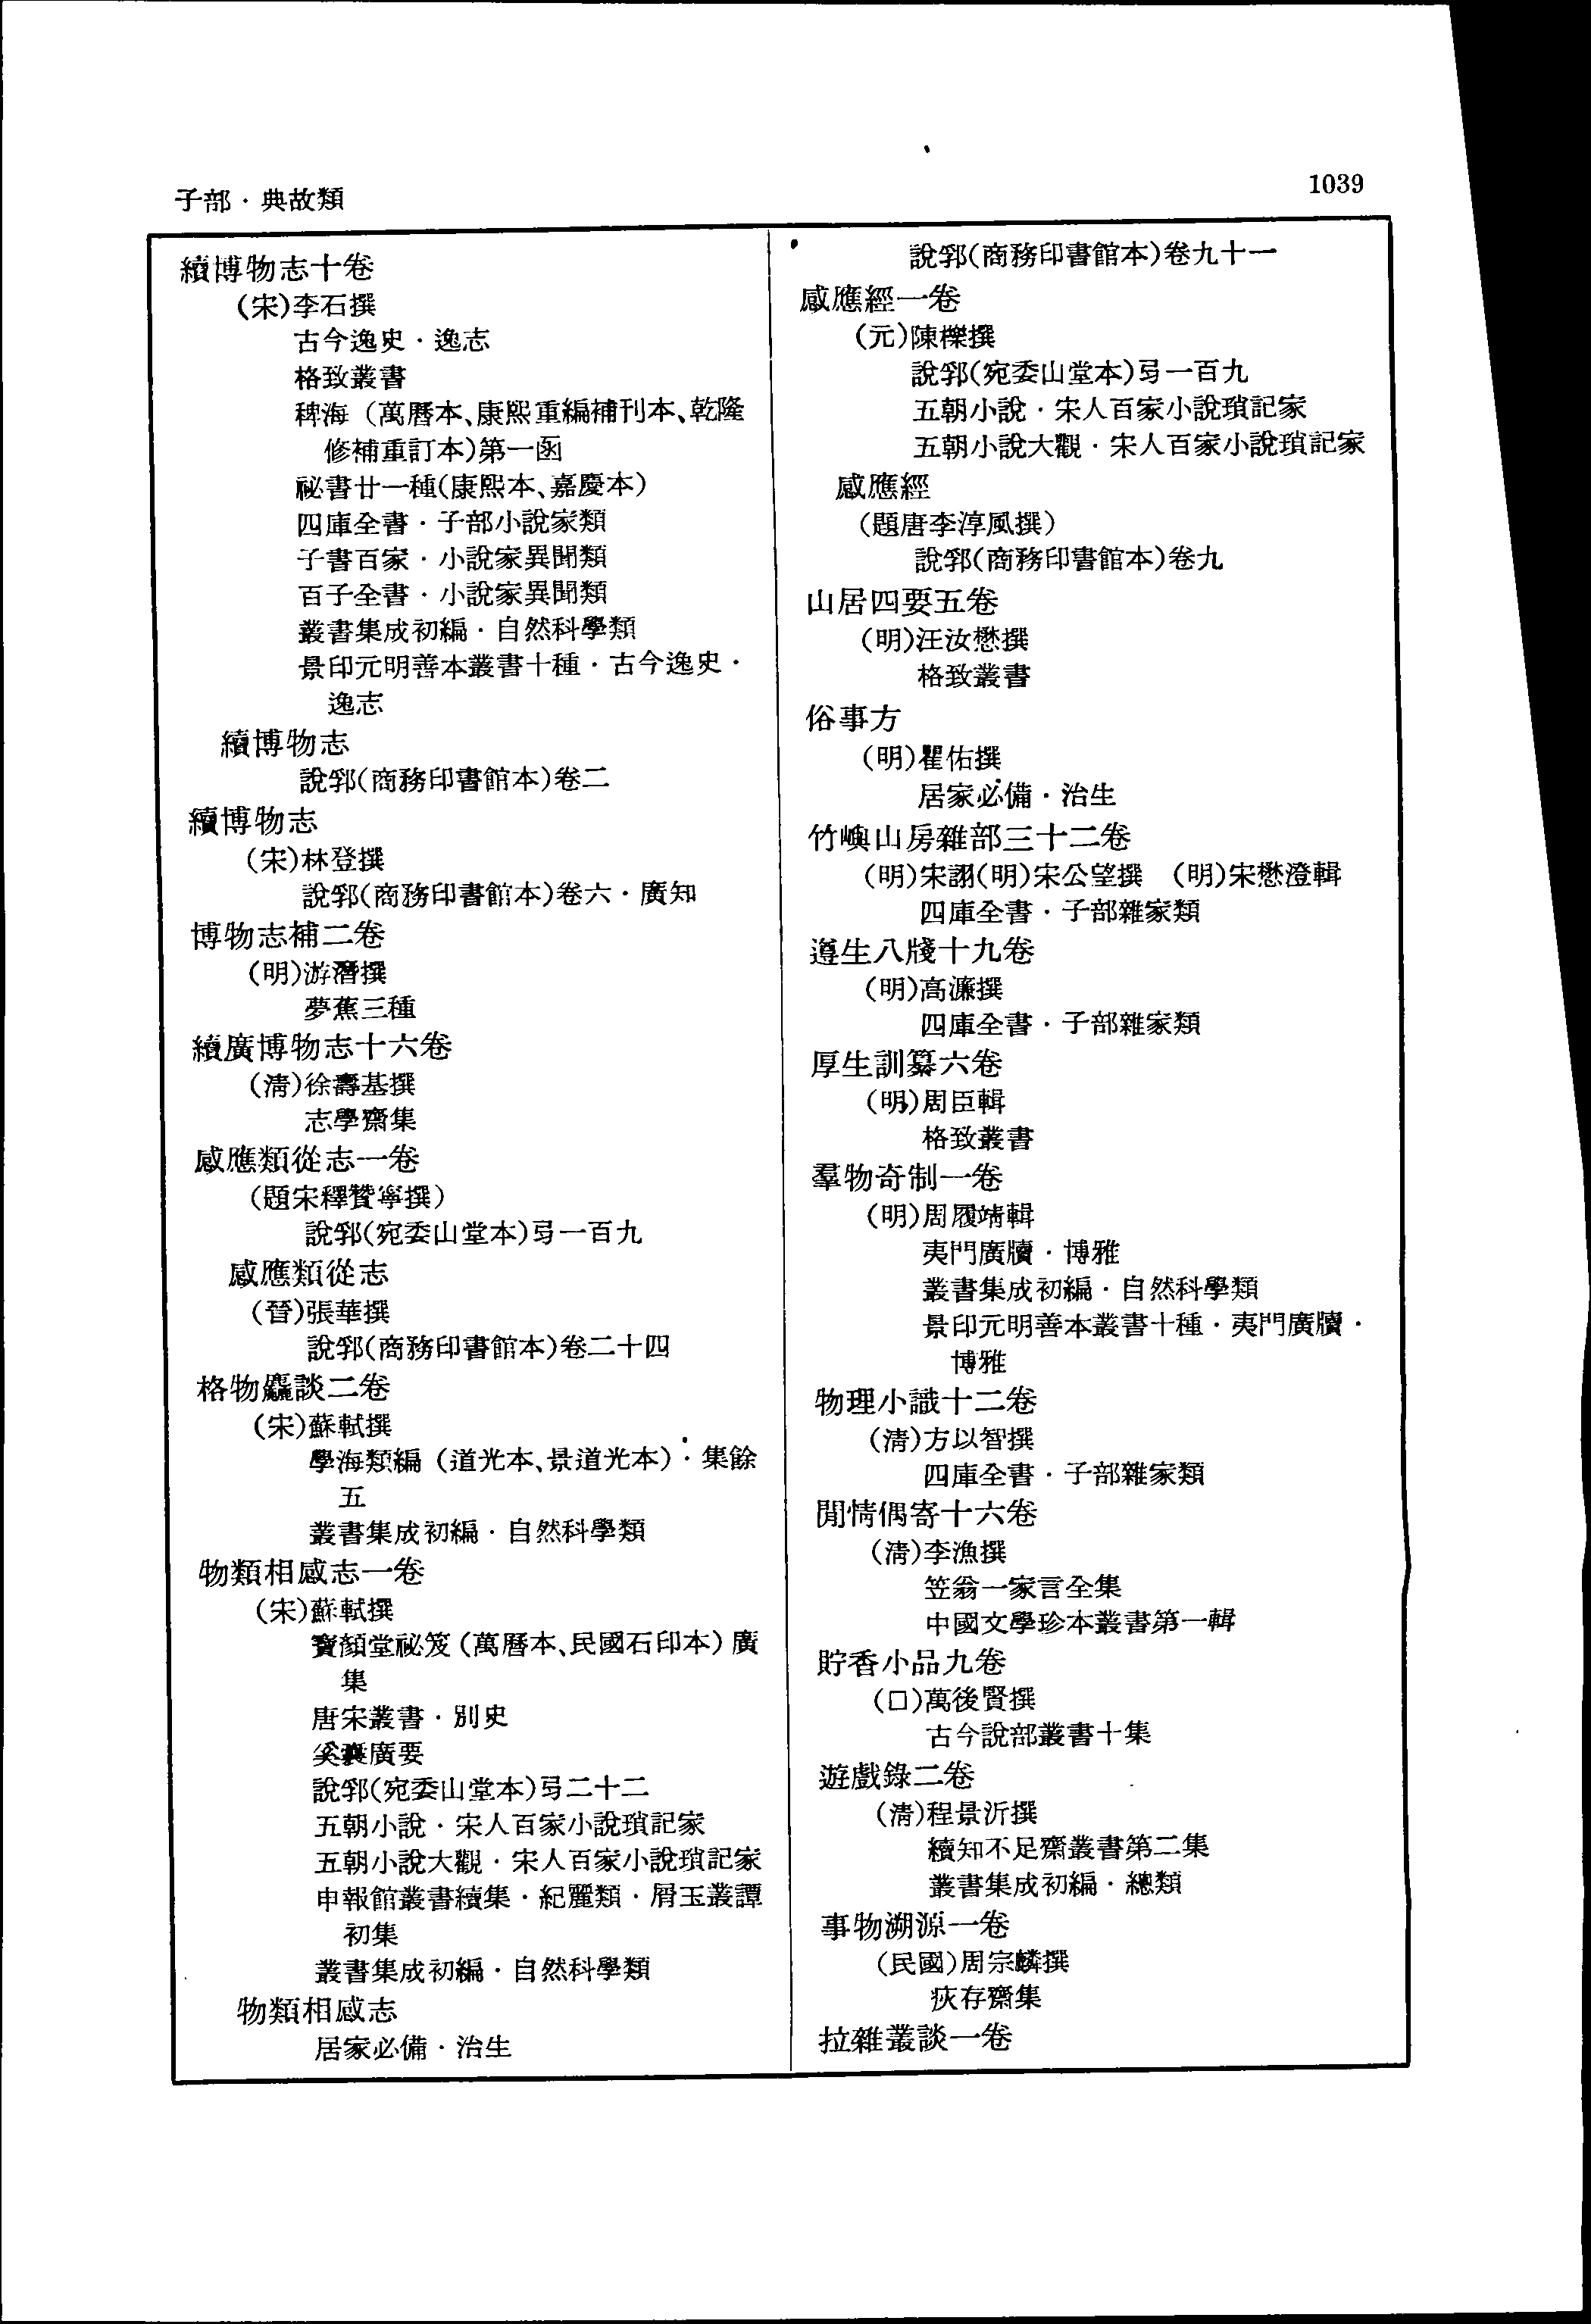 子部．典故類
1039
續博物志十卷
(宋)李石撰
古今逸史．逸志
格致叢書
稗海（萬曆本、康熙重編補刊本、乾隆
修補重訂本)第一函
祕書廿一種(康熙本、嘉慶本)
四庫全書．子部小說家類
子書百家．小說家異聞類
百子全書．小說家異聞類
叢書集成初編．自然科學類
景印元明善本叢書十種．古今逸史．
逸志
續博物志
說郛(商務印書館本)卷二
續博物志
(宋)林登撰
說郛(商務印書館本)卷六．廣知
博物志補二卷
(明)游潛撰
夢蕉三種
續廣博物志十六卷
(清)徐壽基撰
志學齋集
感應類從志一卷
(題宋釋贊寧撰)
說郛(宛委山堂本)弓一百九
感應類從志
(晉)張華撰
說郛(商務印書館本)卷二十四
格物麤談二卷
(宋)蘇軾撰
學海類編（道光本、景道光本）．集餘
五
叢書集成初編．自然科學類
物類相感志一卷
(宋)蘇軾撰
寶顏堂祕笈（萬曆本、民國石印本）廣
集
唐宋叢書．別史
廣要
說郛(宛委山堂本)弓二十二
五朝小說．宋人百家小說瑣記家
五朝小說大觀．宋人百家小說瑣記家
申報館叢書續集．紀麗類．屑玉叢譚
初集
叢書集成初編．自然科學類
物類相感志
居家必備．治生
說郛(商務印書館本)卷九十一
感應經一卷
(元)陳櫟撰
說郛(宛委山堂本)弓一百九
五朝小說．宋人百家小說瑣記家
五朝小說大觀．宋人百家小說瑣記家
感應經
(題唐李淳風撰)
說郛(商務印書館本)卷九
山居四要五卷
(明)汪汝懋撰
格致叢書
俗事方
(明)瞿佑撰
居家必備．治生
竹嶼山房雜部三十二卷
(明)宋詡(明)宋公望撰　(明)宋懋澄輯
四庫全書．子部雜家類
遵生八牋十九卷
(明)高濂撰
四庫全書．子部雜家類
厚生訓纂六卷
(明)周臣輯
格致叢書
羣物奇制一卷
(明)周履靖輯
夷門廣牘．博雅
叢書集成初編．自然科學類
景印元明善本叢書十種．夷門廣牘．
博雅
物理小識十二卷
(清)方以智撰
四庫全書．子部雜家類
閒情偶寄十六卷
(清)李漁撰
笠翁一家言全集
中國文學珍本叢書第一輯
貯香小品九卷
(□)萬後賢撰
古今說部叢書十集
遊戲錄二卷
(清)程景沂撰
續知不足齋叢書第二集
叢書集成初編．總類
事物溯源一卷
(民國)周宗麟撰
疢存齋集
拉雜叢談一卷